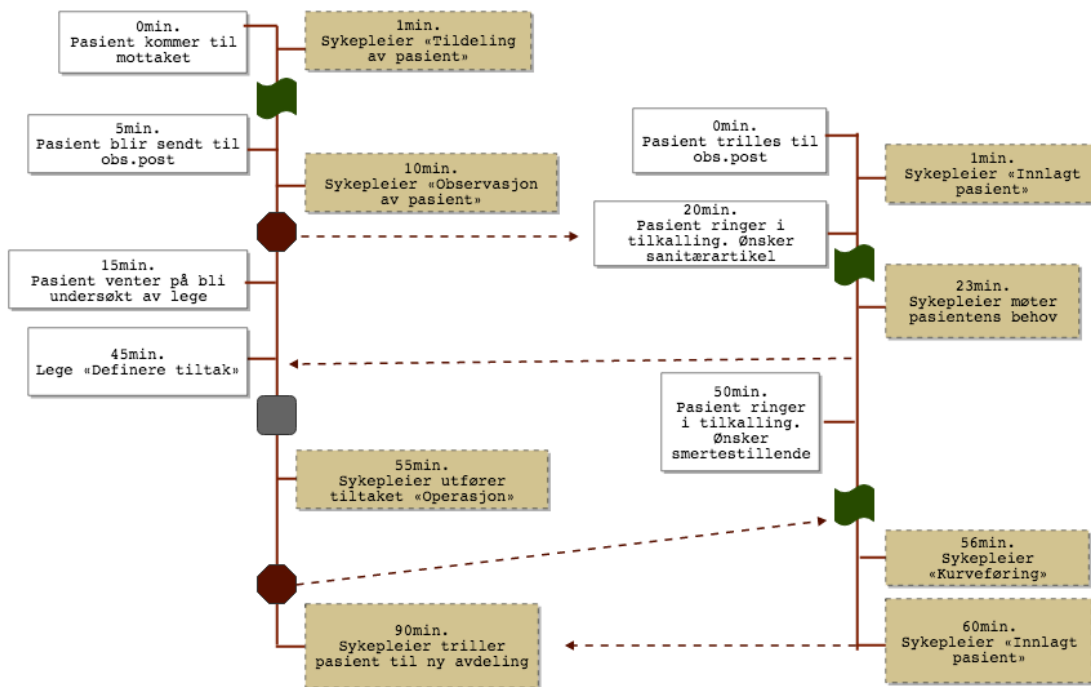 0min.
Pasient kommer til
mottaket
1min.
Sykepleier «Tildeling
av pasient»
5min.
Pasient blir sendt til
obs.post
10min.
Sykepleier «Observasjon
av pasient»
15min.
Pasient venter på bli
undersøkt av lege
45min.
Lege «Definere tiltak»
55min.
Sykepleier utfører
tiltaket «Operasjon»
90min.
Sykepleier triller
pasient til ny avdeling
0min.
Pasient trilles til
obs.post
1min.
Sykepleier «Innlagt
pasient»
20min.
Pasient ringer i
tilkalling. Ønsker
sanitærartikel
23min.
Sykepleier møter
pasientens behov
50min.
Pasient ringer
i tilkalling.
Ønsker
smertestillende
56min.
Sykepleier
«Kurveføring»
60min.
Sykepleier «Innlagt
pasient»